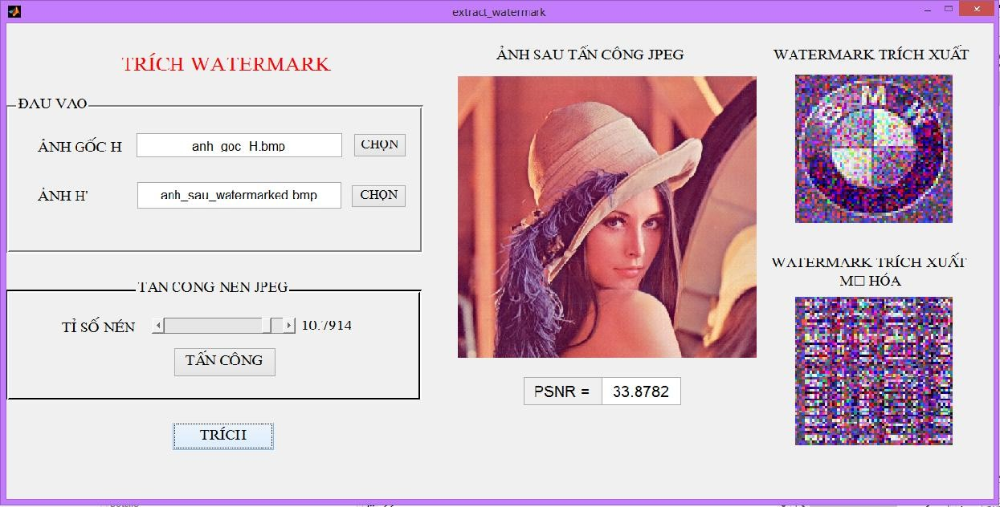 extract_watermark
TRÍCH WATERMARK
ĐAU VAO
ẢNH GỐC H
anh_goc_H.bmp
CHỌN
ẢNH H'
anh_sau_watermarked.bmp
CHỌN
TAN CONG NEN JPEG
TỈ SỐ NÉN
10.7914
TẤN CÔNG
TRÍCH
ẢNH SAU TẤN CÔNG JPEG
PSNR =
33.8782
WATERMARK TRÍCH XUẤT
B M W
WATERMARK TRÍCH XUẤT
M□ HÓA